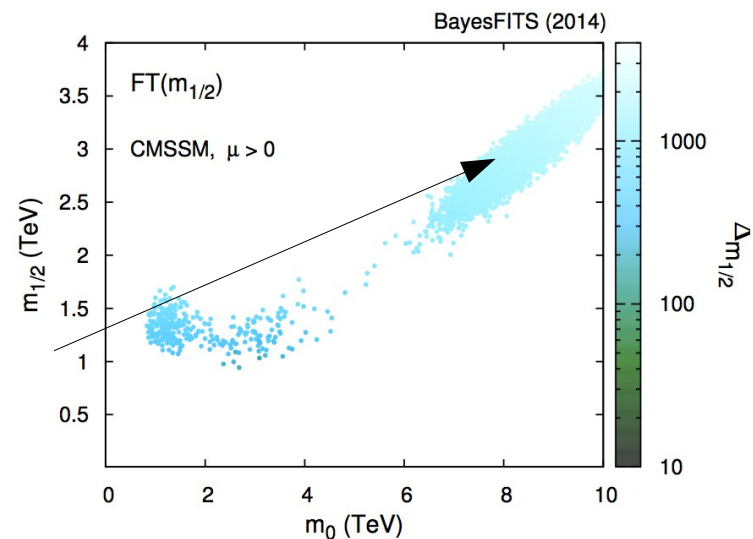 BayesFITS (2014)
FT(m1/2)
CMSSM, μ > 0
4
3.5
3
2.5
2
1.5
1
0.5
m1/2 (TeV)
0 2 4 6 8 10
m0 (TeV)
1000
100
10
Δm1/2